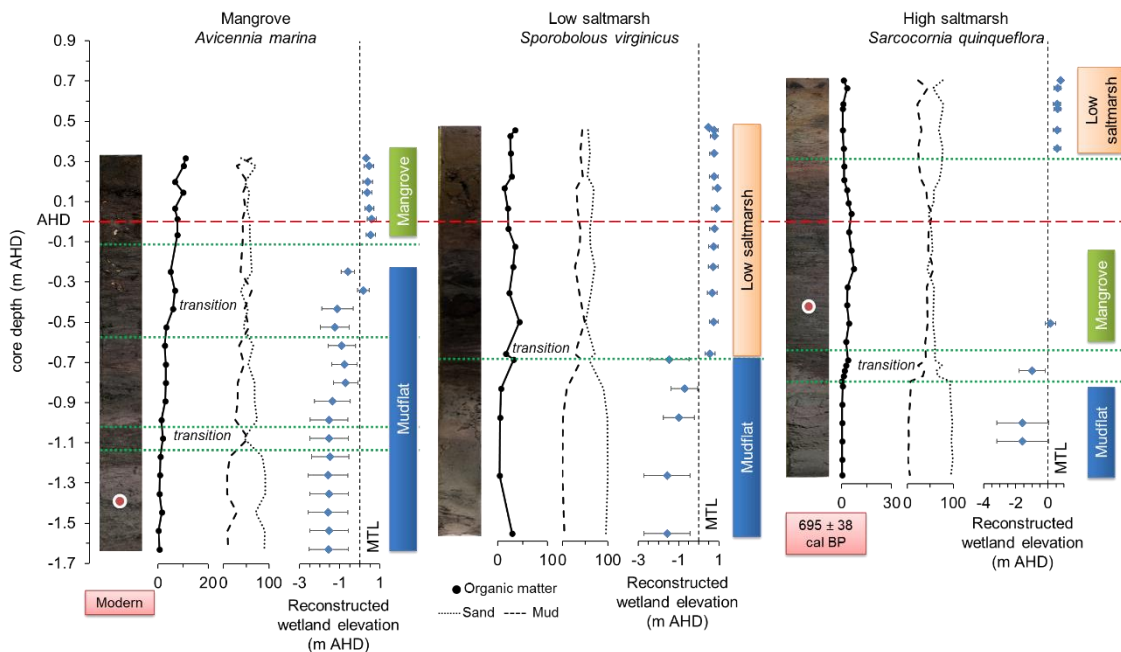 Mangrove
Avicennia marina
Low saltmarsh
Sporobolous virginicus
High saltmarsh
Sarcocornia quinqueflora
core depth (m AHD)
0.9
0.7
0.5
0.3
0.1
AHD
-0.1
-0.3
-0.5
-0.7
-0.9
-1.1
-1.3
-1.5
-1.7
transition
transition
MTL
Mangrove
Mudflat
0
200
100
-3
-1
1
Modern
Reconstructed
wetland elevation
(m AHD)
transition
MTL
Low saltmarsh
Mudflat
0
100
0
100
-3
-1
1
Organic matter
Sand
Mud
Reconstructed
wetland elevation
(m AHD)
transition
MTL
Low
saltmarsh
Mangrove
Mudflat
0
30
0
100
-4
-2
0
695 ± 38
cal BP
Reconstructed
wetland elevation
(m AHD)